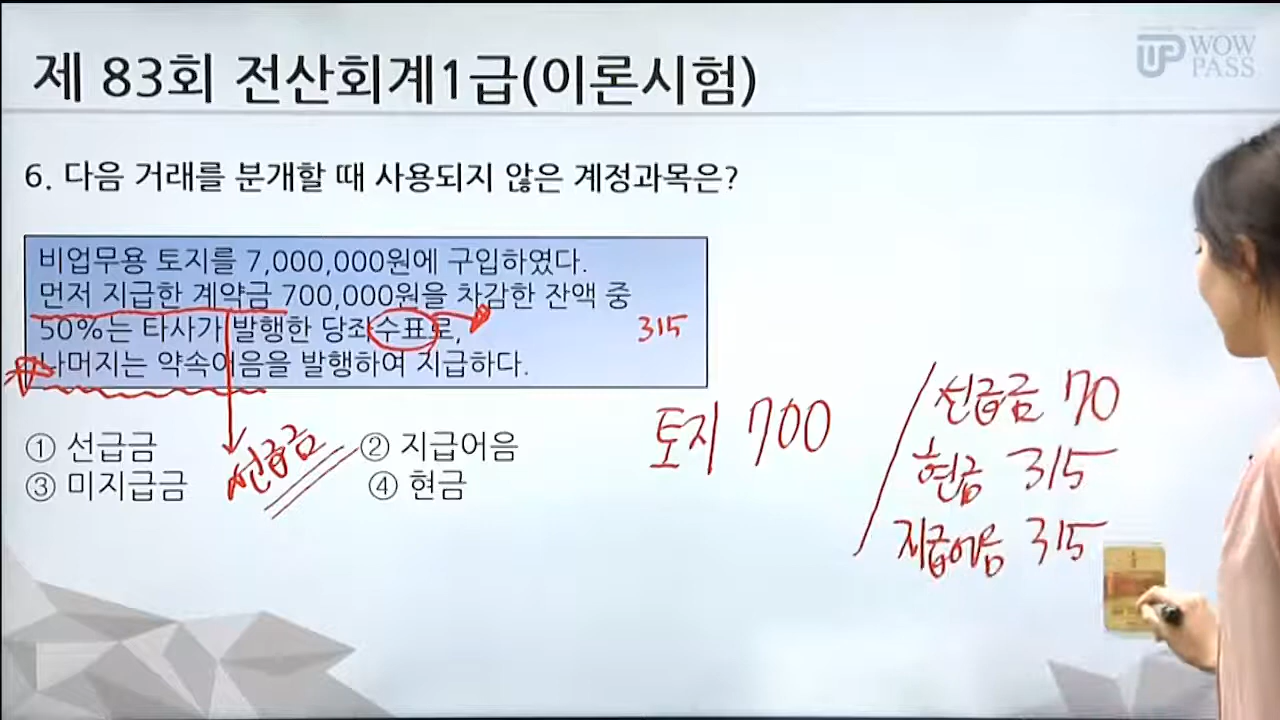 제 83회 전산회계1급(이론시험)
UP WOW PASS
6. 다음 거래를 분개할 때 사용되지 않은 계정과목은?
비업무용 토지를 7,000,000원에 구입하였다.
먼저 지급한 계약금 700,000원을 차감한 잔액 중
50%는 타사가 발행한 당좌수표로,
315
나머지는 약속어음을 발행하여 지급하다.
① 선급금
② 지급어음
③ 미지급금
④ 현금
선급금
토지 700
선급금 70
현금 315
지급어음 315